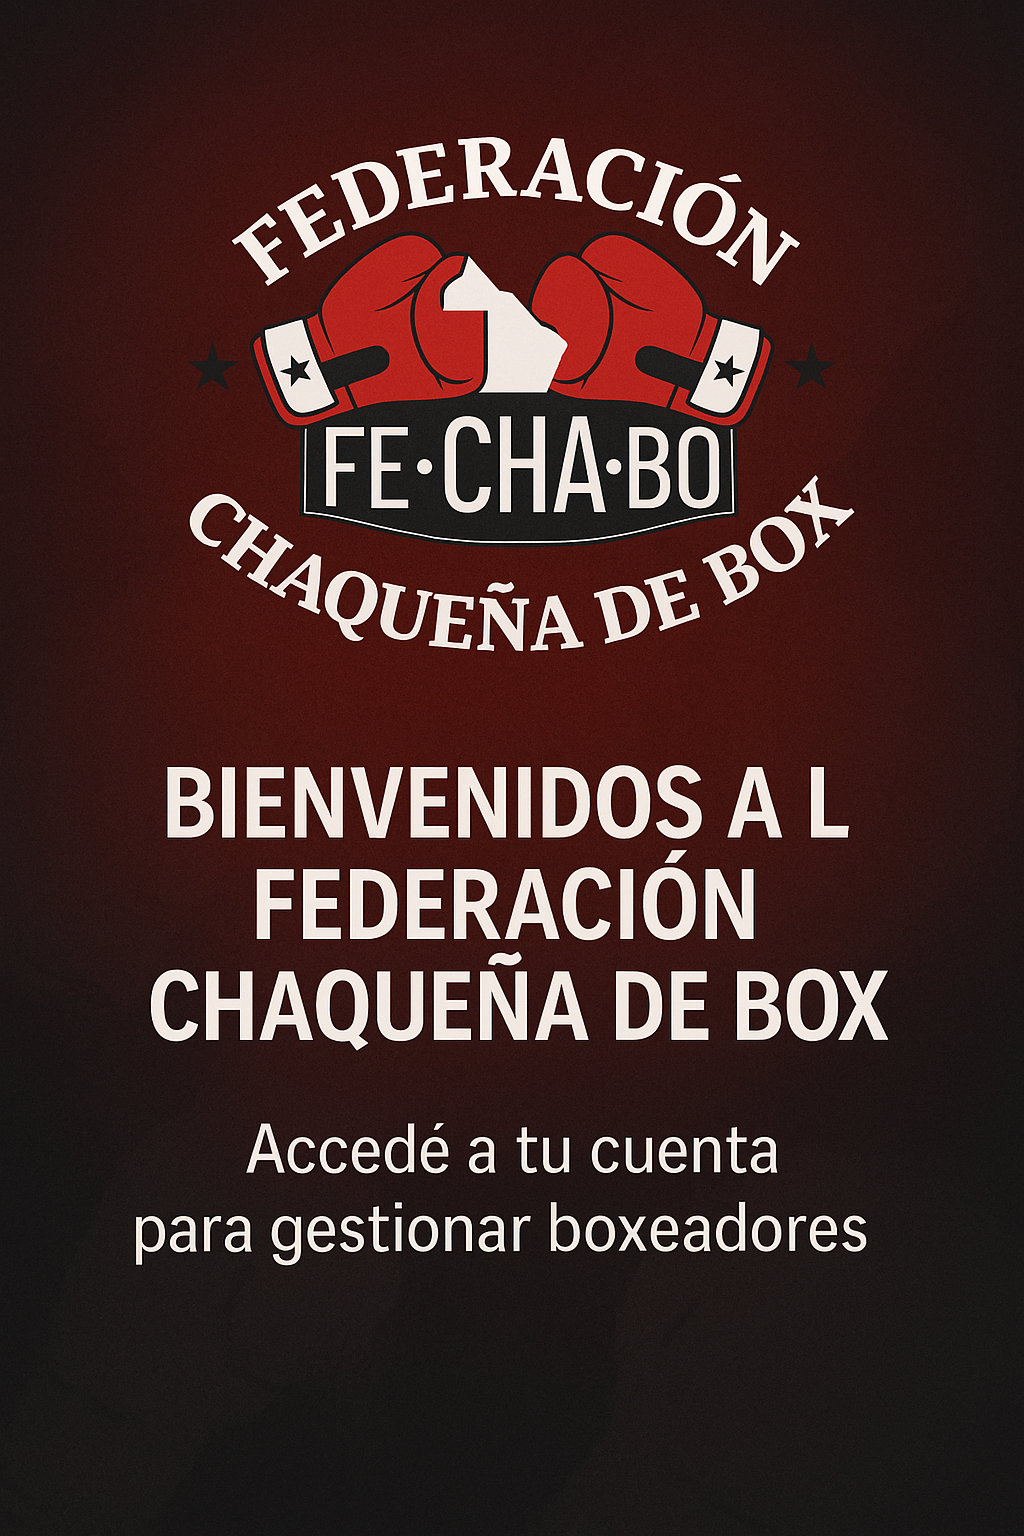 FEDERACIÓN
FE·CHA·BO
CHAQUEÑA DE BOX
BIENVENIDOS A L
FEDERACIÓN
CHAQUEÑA DE BOX
Accedé a tu cuenta
para gestionar boxeadores